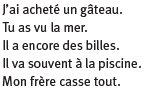 J'ai acheté un gâteau.
Tu as vu la mer.
Il a encore des billes.
Il va souvent à la piscine.
Mon frère casse tout.